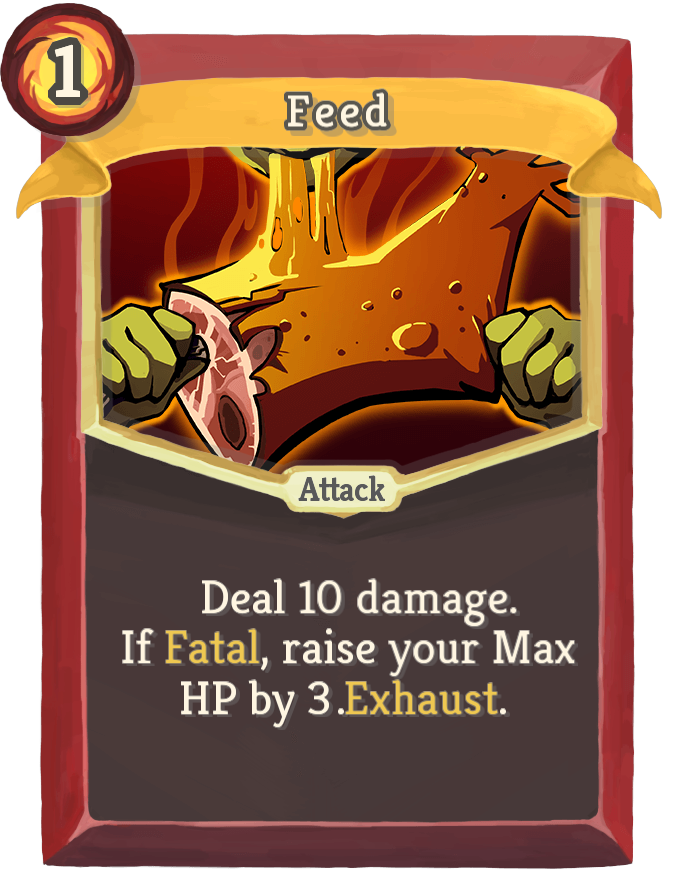 1
Feed
Attack
Deal 10 damage.
If Fatal, raise your Max
HP by 3.Exhaust.